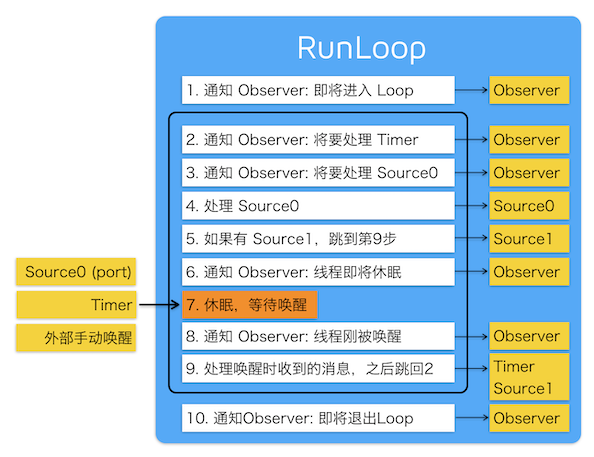 RunLoop
1. 通知 Observer: 即将进入 Loop
Observer
2. 通知 Observer: 将要处理 Timer
Observer
3. 通知 Observer: 将要处理 Source0
Observer
4. 处理 Source0
Source0
5. 如果有 Source1，跳到第9步
Source1
Source0 (port)
6. 通知 Observer: 线程即将休眠
Observer
Timer
7. 休眠，等待唤醒
外部手动唤醒
8. 通知 Observer: 线程刚被唤醒
Observer
9. 处理唤醒时收到的消息，之后跳回2
Timer
Source1
10. 通知Observer: 即将退出Loop
Observer